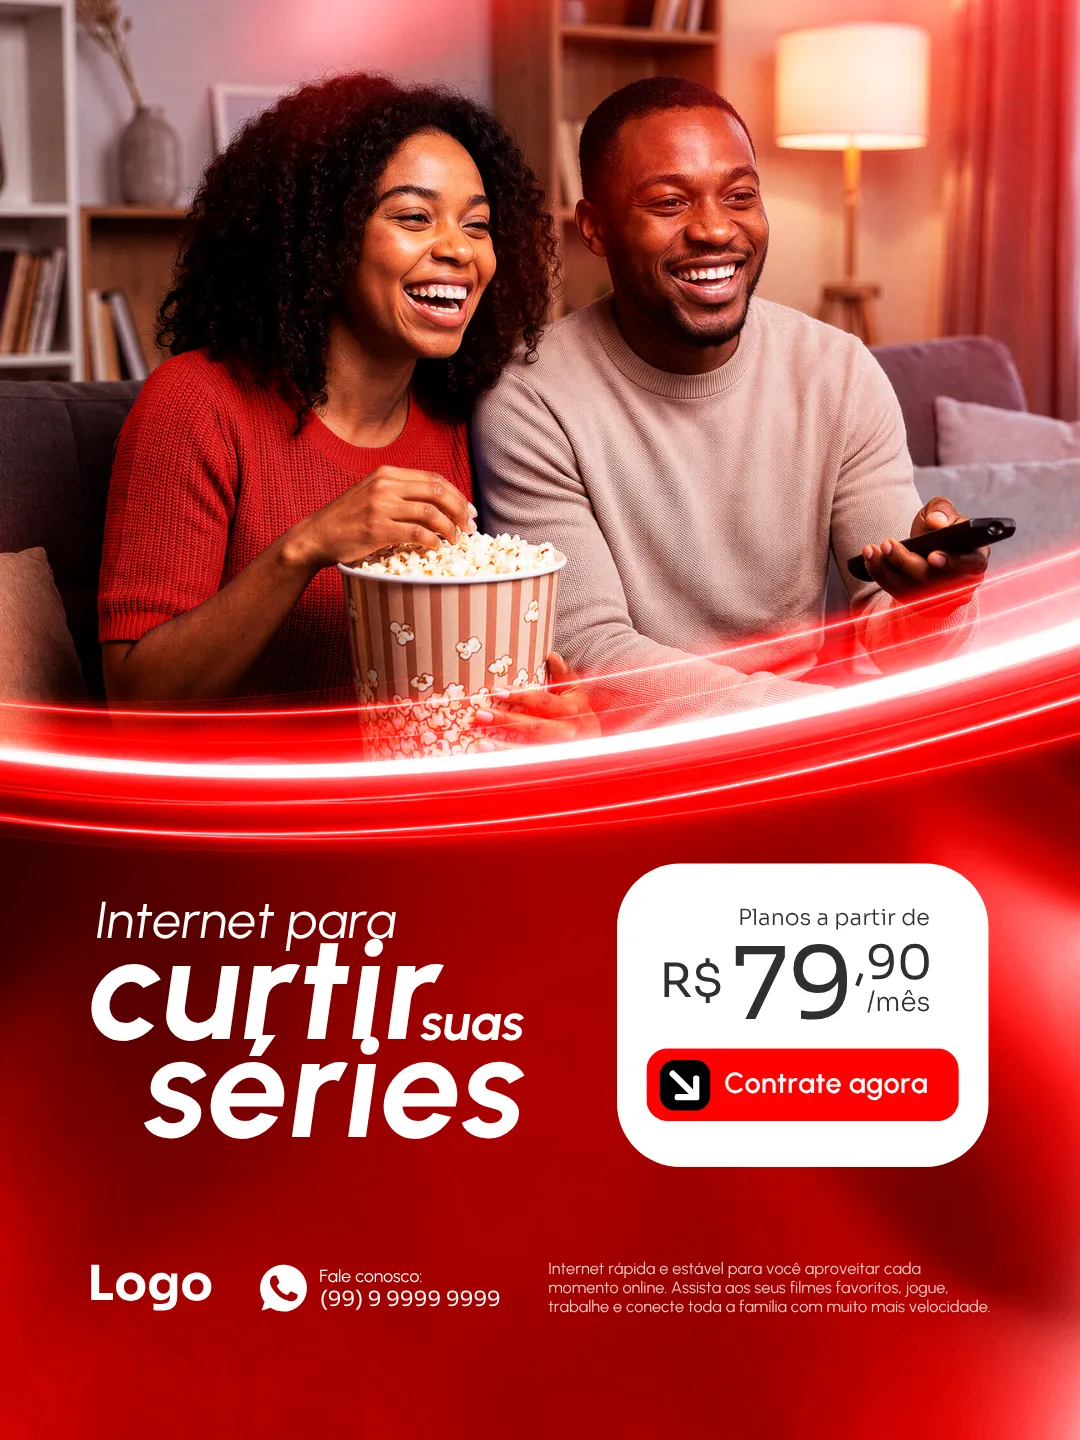 Internet para
curtir suas
séries
Planos a partir de
R$ 79,90
/mês
Contrate agora
Logo
Fale conosco:
(99) 9 9999 9999
Internet rápida e estável para você aproveitar cada
momento online. Assista aos seus filmes favoritos, jogue,
trabalhe e conecte toda a família com muito mais velocidade.